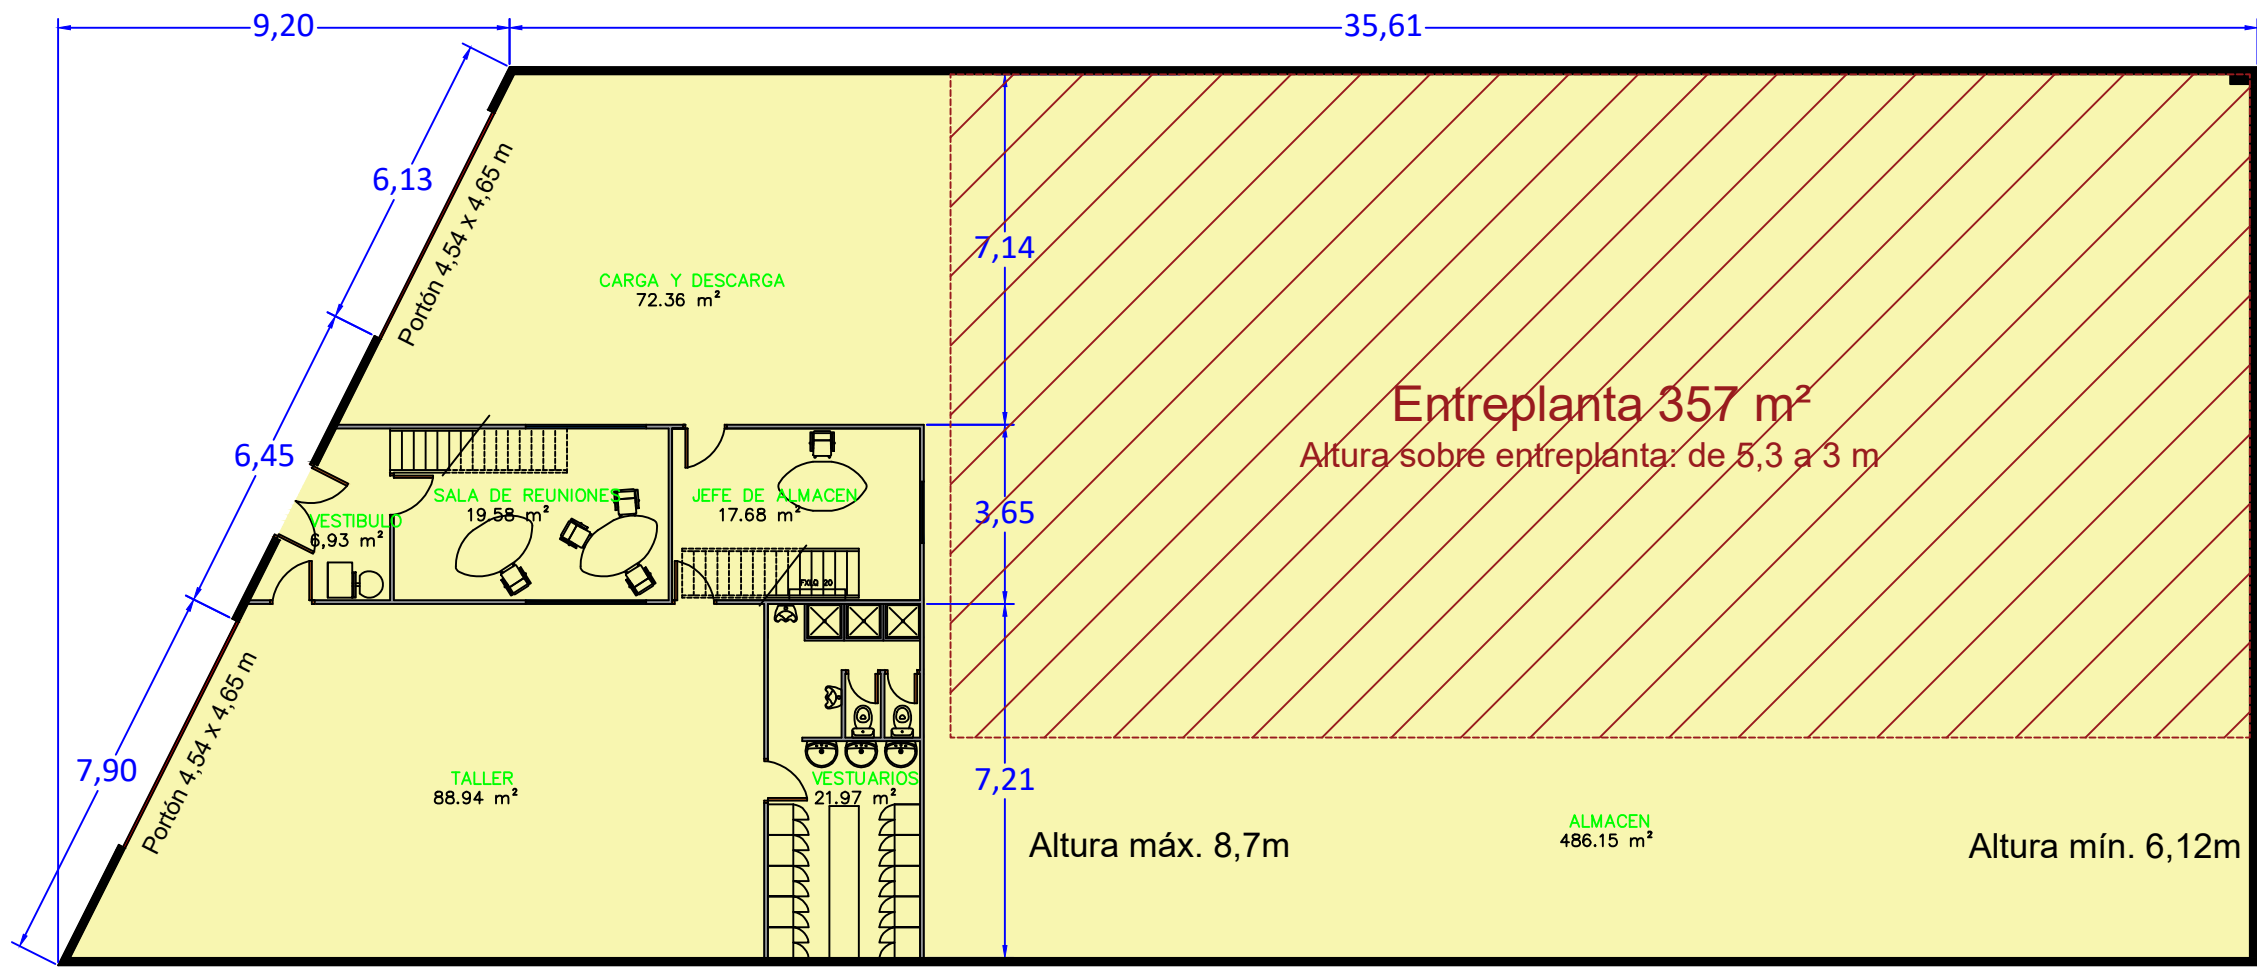 9,20
35,61
6,13
Portón 4,54 x 4,65 m
7,14
CARGA Y DESCARGA
72.36 m²
Entreplanta 357 m²
Altura sobre entreplanta: de 5,3 a 3 m
6,45
SALA DE REUNIONES
19.58 m²
JEFE DE ALMACEN
17.68 m²
3,65
VESTIBULO
6,93 m²
Portón 4,54 x 4,65 m
7,90
TALLER
88.94 m²
VESTUARIOS
21.97 m²
7,21
ALMACEN
486.15 m²
Altura máx. 8,7m
Altura mín. 6,12m